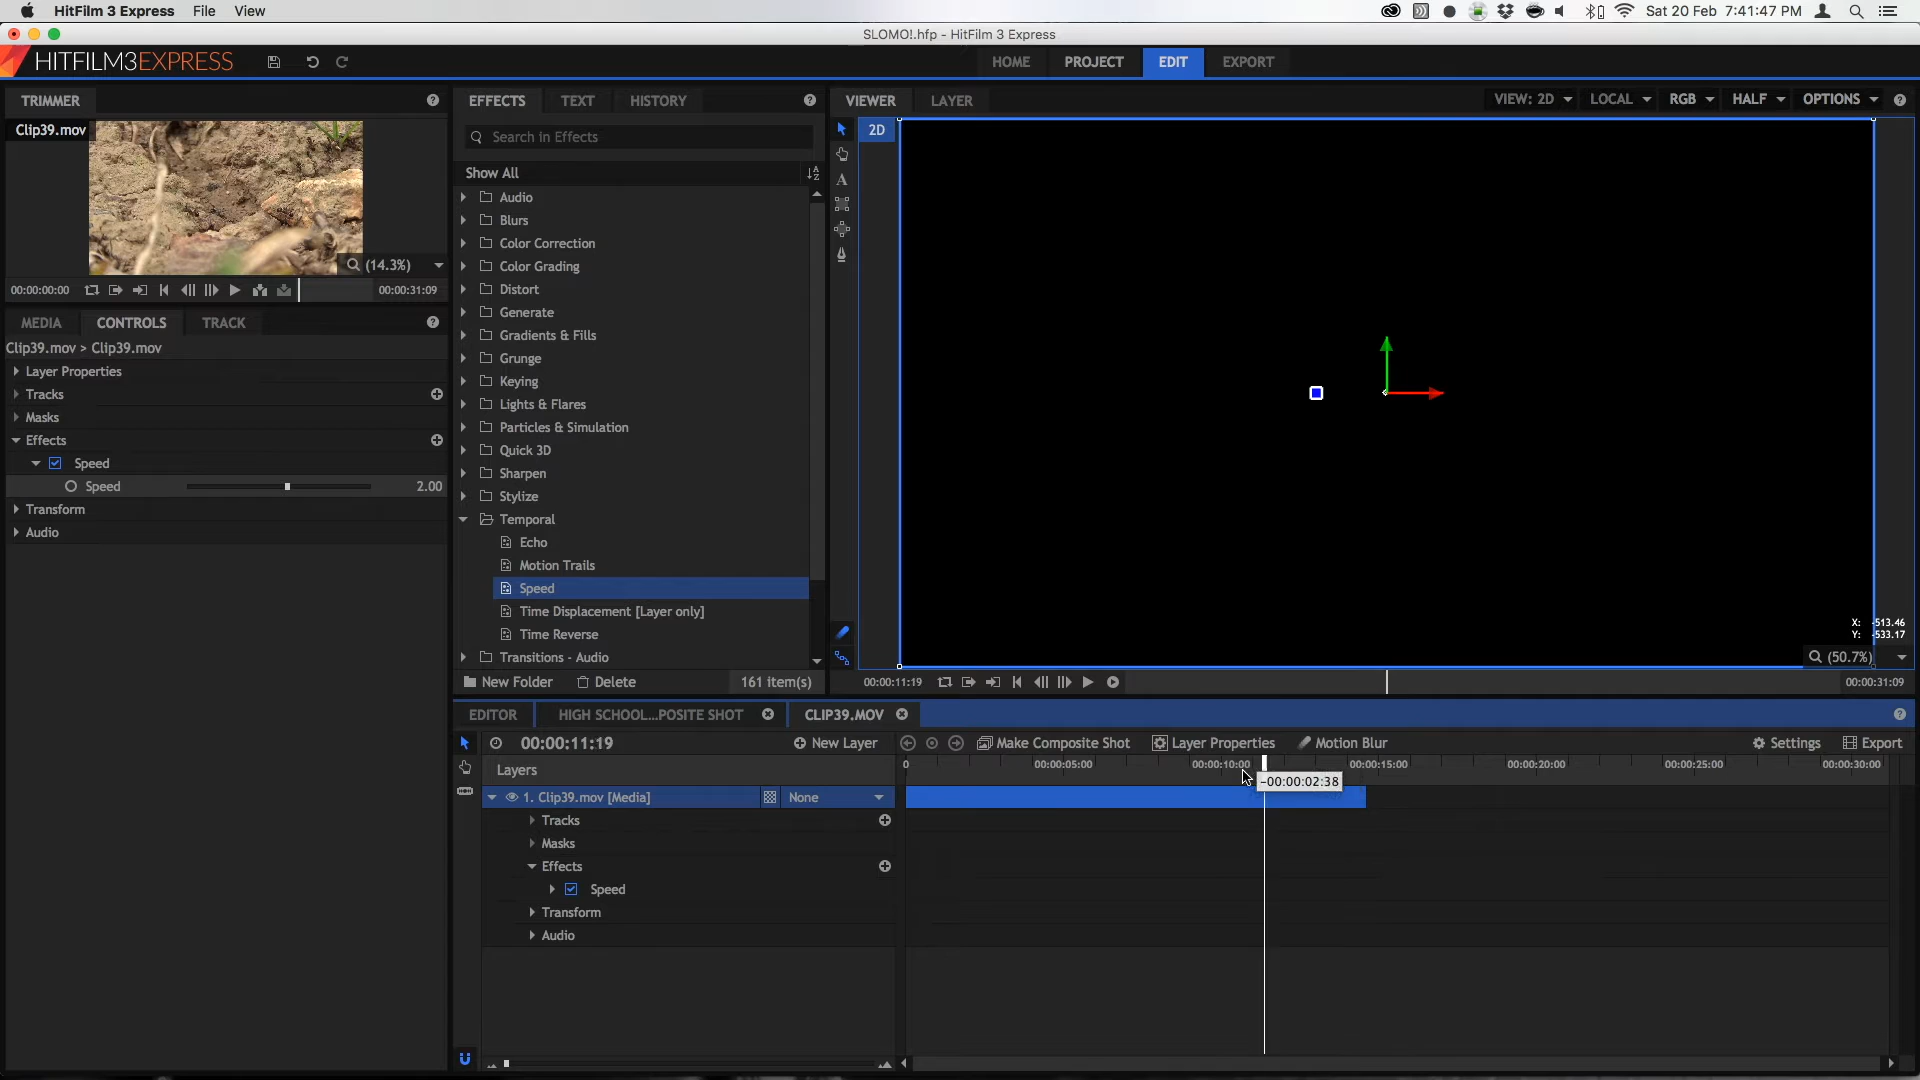 HitFilm 3 Express File View Sat 20 Feb 7:41:47 PM
SLOMO!.hfp - HitFilm 3 Express
HITFILM3EXPRESS HOME PROJECT EDIT EXPORT
TRIMMER EFFECTS TEXT HISTORY VIEWER LAYER VIEW: 2D LOCAL RGB HALF OPTIONS
Clip39.mov
2D
Search in Effects
Show All
(14.3%)
00:00:00:00 00:00:31:09
MEDIA CONTROLS TRACK
Clip39.mov > Clip39.mov
Layer Properties
Tracks
Masks
Effects
Speed
Speed 2.00
Transform
Audio
Audio
Blurs
Color Correction
Color Grading
Distort
Generate
Gradients & Fills
Grunge
Keying
Lights & Flares
Particles & Simulation
Quick 3D
Sharpen
Stylize
Temporal
Echo
Motion Trails
Speed
Time Displacement [Layer only]
Time Reverse
Transitions - Audio
New Folder Delete 161 item(s)
X: -513.46
Y: -533.17
(50.7%)
00:00:11:19 00:00:31:09
EDITOR HIGH SCHOOL...POSITE SHOT CLIP39.MOV
00:00:11:19 New Layer Make Composite Shot Layer Properties Motion Blur Settings Export
Layers 0 00:00:05:00 00:00:10:00 00:00:15:00 00:00:20:00 00:00:25:00 00:00:30:00
-00:00:02:38
1. Clip39.mov [Media] None
Tracks
Masks
Effects
Speed
Transform
Audio